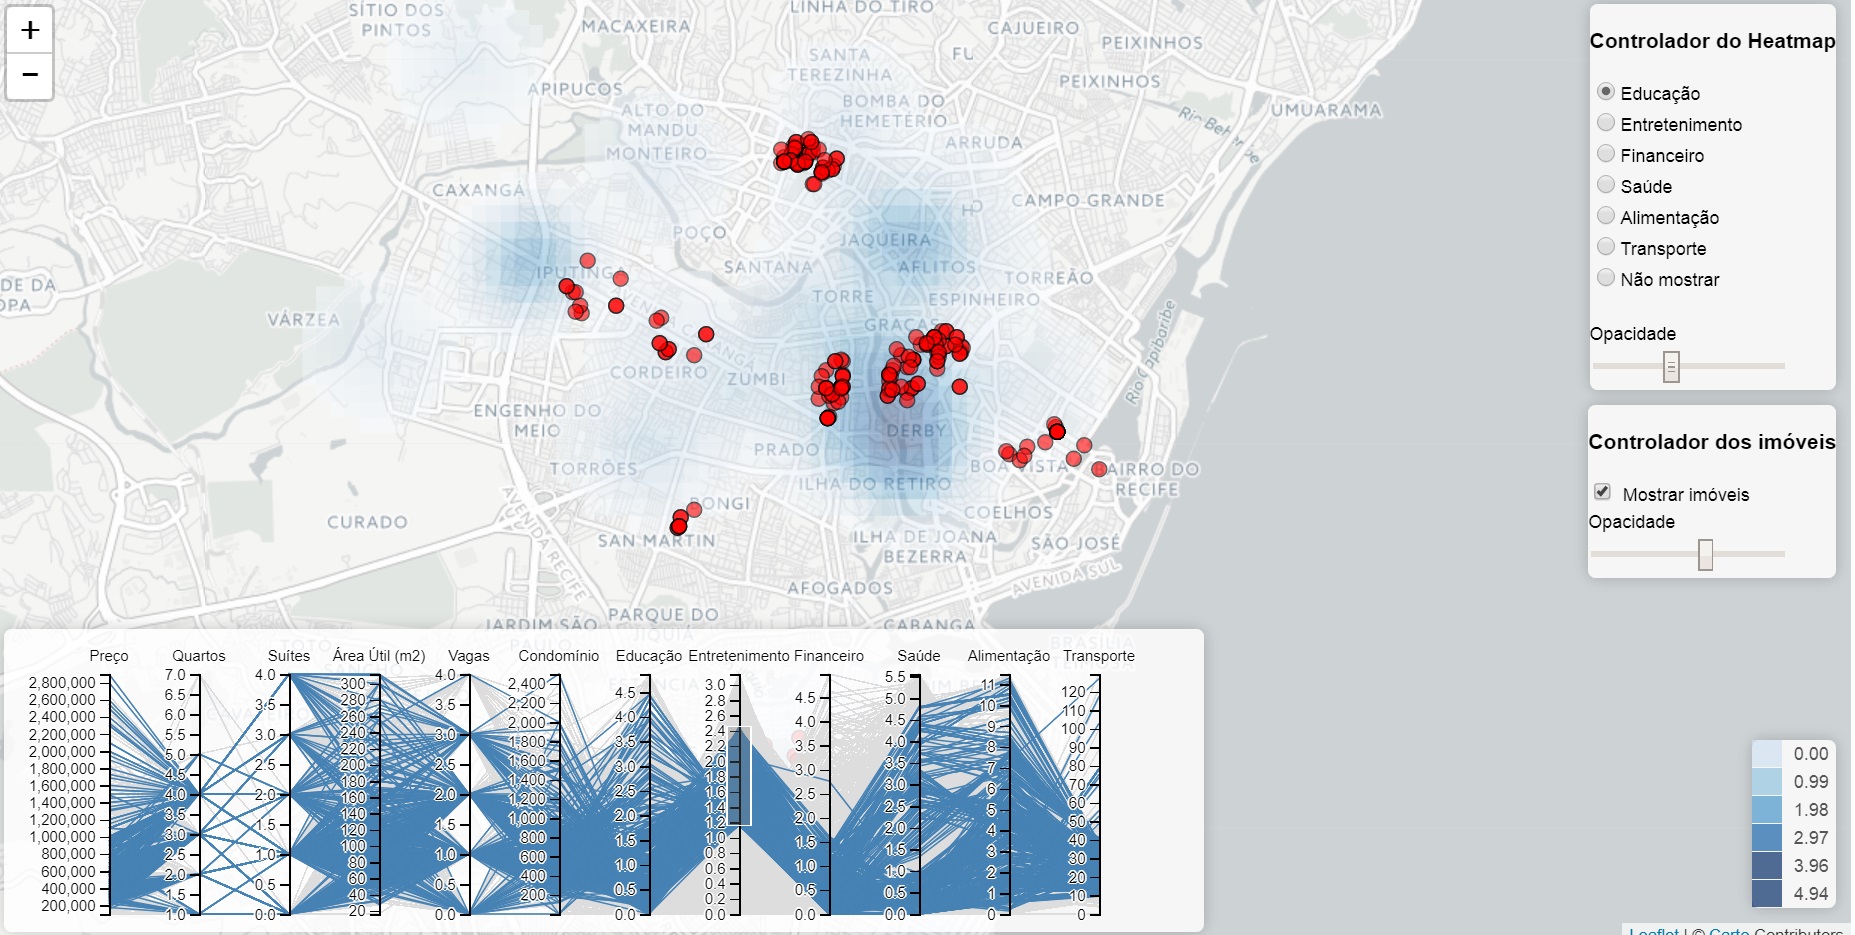 +
−
SÍTIO DOS
PINTOS
MACAXEIRA
LINHA DO TIRO
CAJUEIRO
PEIXINHOS
FU
SANTA
TEREZINHA
PEIXINHOS
APIPUCOS
ALTO DO
MANDU
BOMBA DO
HEMETÉRIO
UMUARAMA
MONTEIRO
ARRUDA
CAXANGÁ
CAMPO GRANDE
POÇO
JAQUEIRA
IPUTINGA
SANTANA
AFLITOS
TORREÃO
TORRE
ESPINHEIRO
VÁRZEA
GRAÇAS
CORDEIRO
ZUMBI
Rio Capibaribe
ENGENHO DO
MEIO
DERBY
PRADO
TORRÕES
BOA VISTA
BAIRRO DO
RECIFE
ILHA DO RETIRO
BONGI
COELHOS
CURADO
AVENIDA RECIFE
SAN MARTIN
ILHA DE JOANA
BEZERRA
SÃO JOSÉ
AVENIDA SUL
AFOGADOS
PARQUE DO
JIQUIÁ
JARDIM SÃO
PAULO
CABANGA
Controlador do Heatmap
Educação
Entretenimento
Financeiro
Saúde
Alimentação
Transporte
Não mostrar
Opacidade
Controlador dos imóveis
Mostrar imóveis
Opacidade
Preço Quartos Suítes Área Útil (m2) Vagas Condomínio Educação Entretenimento Financeiro Saúde Alimentação Transporte
2,800,000
2,600,000
2,400,000
2,200,000
2,000,000
1,800,000
1,600,000
1,400,000
1,200,000
1,000,000
800,000
600,000
400,000
200,000
7.0
6.5
6.0
5.5
5.0
4.5
4.0
3.5
3.0
2.5
2.0
1.5
1.0
4.0
3.5
3.0
2.5
2.0
1.5
1.0
0.5
0.0
300
280
260
240
220
200
180
160
140
120
100
80
60
40
20
4.0
3.5
3.0
2.5
2.0
1.5
1.0
0.5
0.0
2,400
2,200
2,000
1,800
1,600
1,400
1,200
1,000
800
600
400
200
4.5
4.0
3.5
3.0
2.5
2.0
1.5
1.0
0.5
0.0
3.0
2.8
2.6
2.4
2.2
2.0
1.8
1.6
1.4
1.2
1.0
0.8
0.6
0.4
0.2
0.0
4.5
4.0
3.5
3.0
2.5
2.0
1.5
1.0
0.5
0.0
5.5
5.0
4.5
4.0
3.5
3.0
2.5
2.0
1.5
1.0
0.5
0.0
11
10
9
8
7
6
5
4
3
2
1
0
120
110
100
90
80
70
60
50
40
30
20
10
0
0.00
0.99
1.98
2.97
3.96
4.94
Leaflet | © Carto Contributors